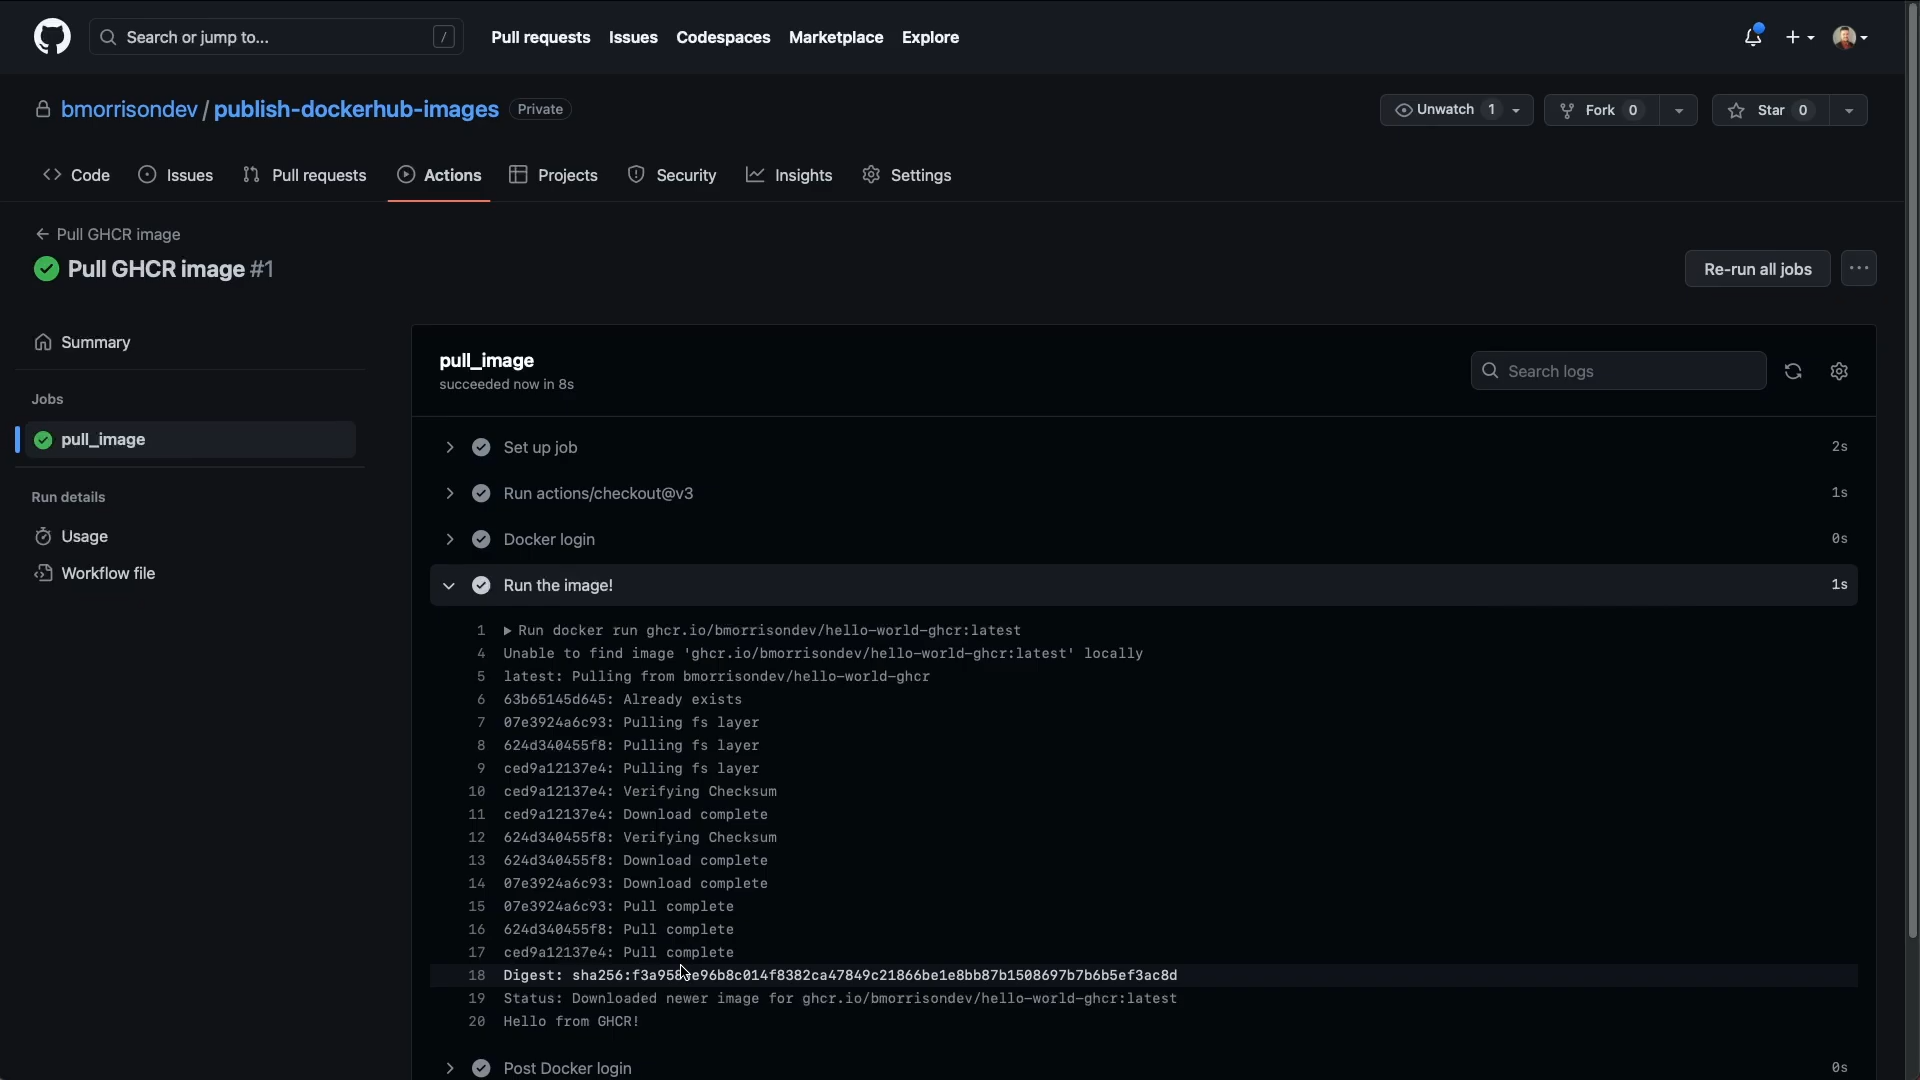 Search or jump to... /
Pull requests Issues Codespaces Marketplace Explore
bmorrisondev / publish-dockerhub-images Private
Unwatch 1 Fork 0 Star 0
Code Issues Pull requests Actions Projects Security Insights Settings
← Pull GHCR image
Pull GHCR image #1
Re-run all jobs ...
Summary
Jobs
pull_image
Run details
Usage
Workflow file
pull_image
succeeded now in 8s
Search logs
Set up job 2s
Run actions/checkout@v3 1s
Docker login 0s
Run the image! 1s
1 ▶ Run docker run ghcr.io/bmorrisondev/hello-world-ghcr:latest
4 Unable to find image 'ghcr.io/bmorrisondev/hello-world-ghcr:latest' locally
5 latest: Pulling from bmorrisondev/hello-world-ghcr
6 63b65145d645: Already exists
7 07e3924a6c93: Pulling fs layer
8 624d340455f8: Pulling fs layer
9 ced9a12137e4: Pulling fs layer
10 ced9a12137e4: Verifying Checksum
11 ced9a12137e4: Download complete
12 624d340455f8: Verifying Checksum
13 624d340455f8: Download complete
14 07e3924a6c93: Download complete
15 07e3924a6c93: Pull complete
16 624d340455f8: Pull complete
17 ced9a12137e4: Pull complete
18 Digest:
19 Status: Downloaded newer image for ghcr.io/bmorrisondev/hello-world-ghcr:latest
20 Hello from GHCR!
Post Docker login 0s